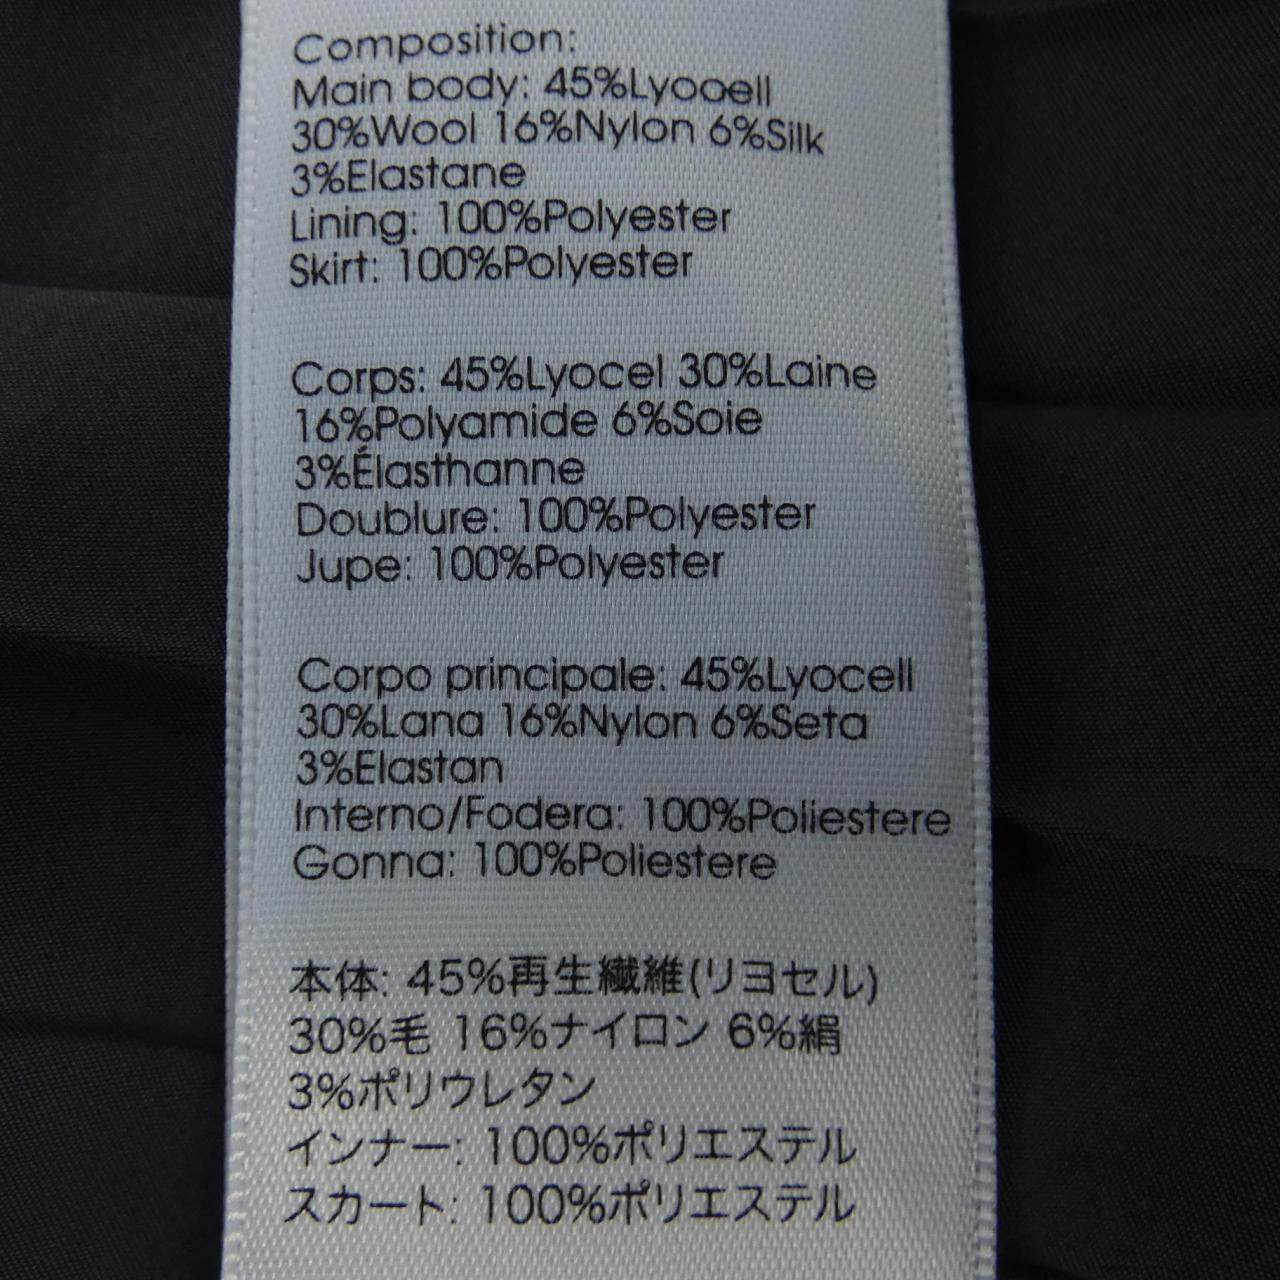 Composition:
Main body: 45%Lyocell
30%Wool 16%Nylon 6%Silk
3%Elastane
Lining: 100%Polyester
Skirt: 100%Polyester
Corps: 45%Lyocel 30%Laine
16%Polyamide 6%Soie
3%Élasthanne
Doublure: 100%Polyester
Jupe: 100%Polyester
Corpo principale: 45%Lyocell
30%Lana 16%Nylon 6%Seta
3%Elastan
Interno/Fodera: 100%Poliestere
Gonna: 100%Poliestere
本体: 45%再生繊維(リヨセル)
30%毛 16%ナイロン 6%絹
3%ポリウレタン
インナー: 100%ポリエステル
スカート: 100%ポリエステル